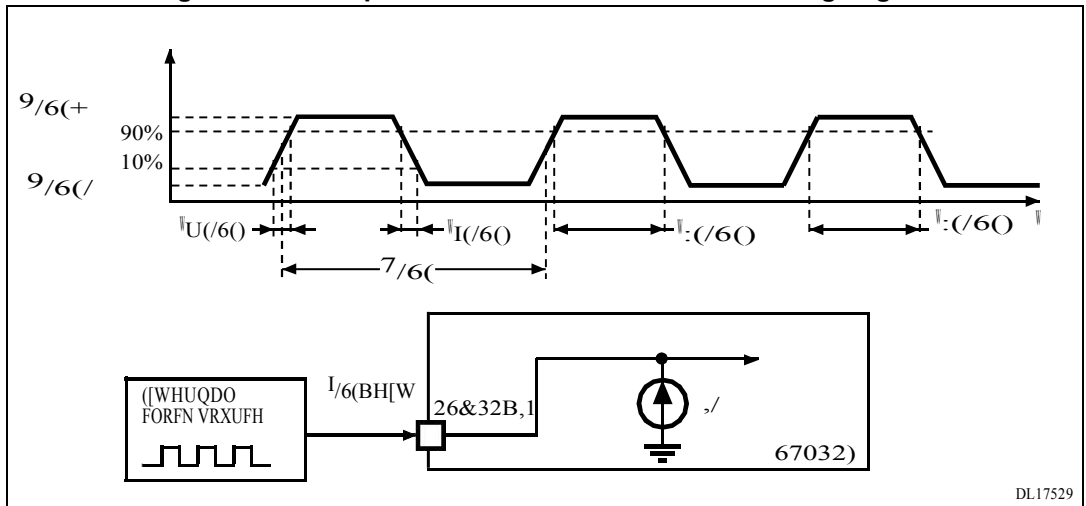 9/6(+
90%
10%
9/6(/
U(/6()
I(/6()
:(/6()
:(/6()
7/6(
([WHUQDO
FORFN VRXUFH
I/6(BH[W
26&32B,1
,/
67032)
DL17529